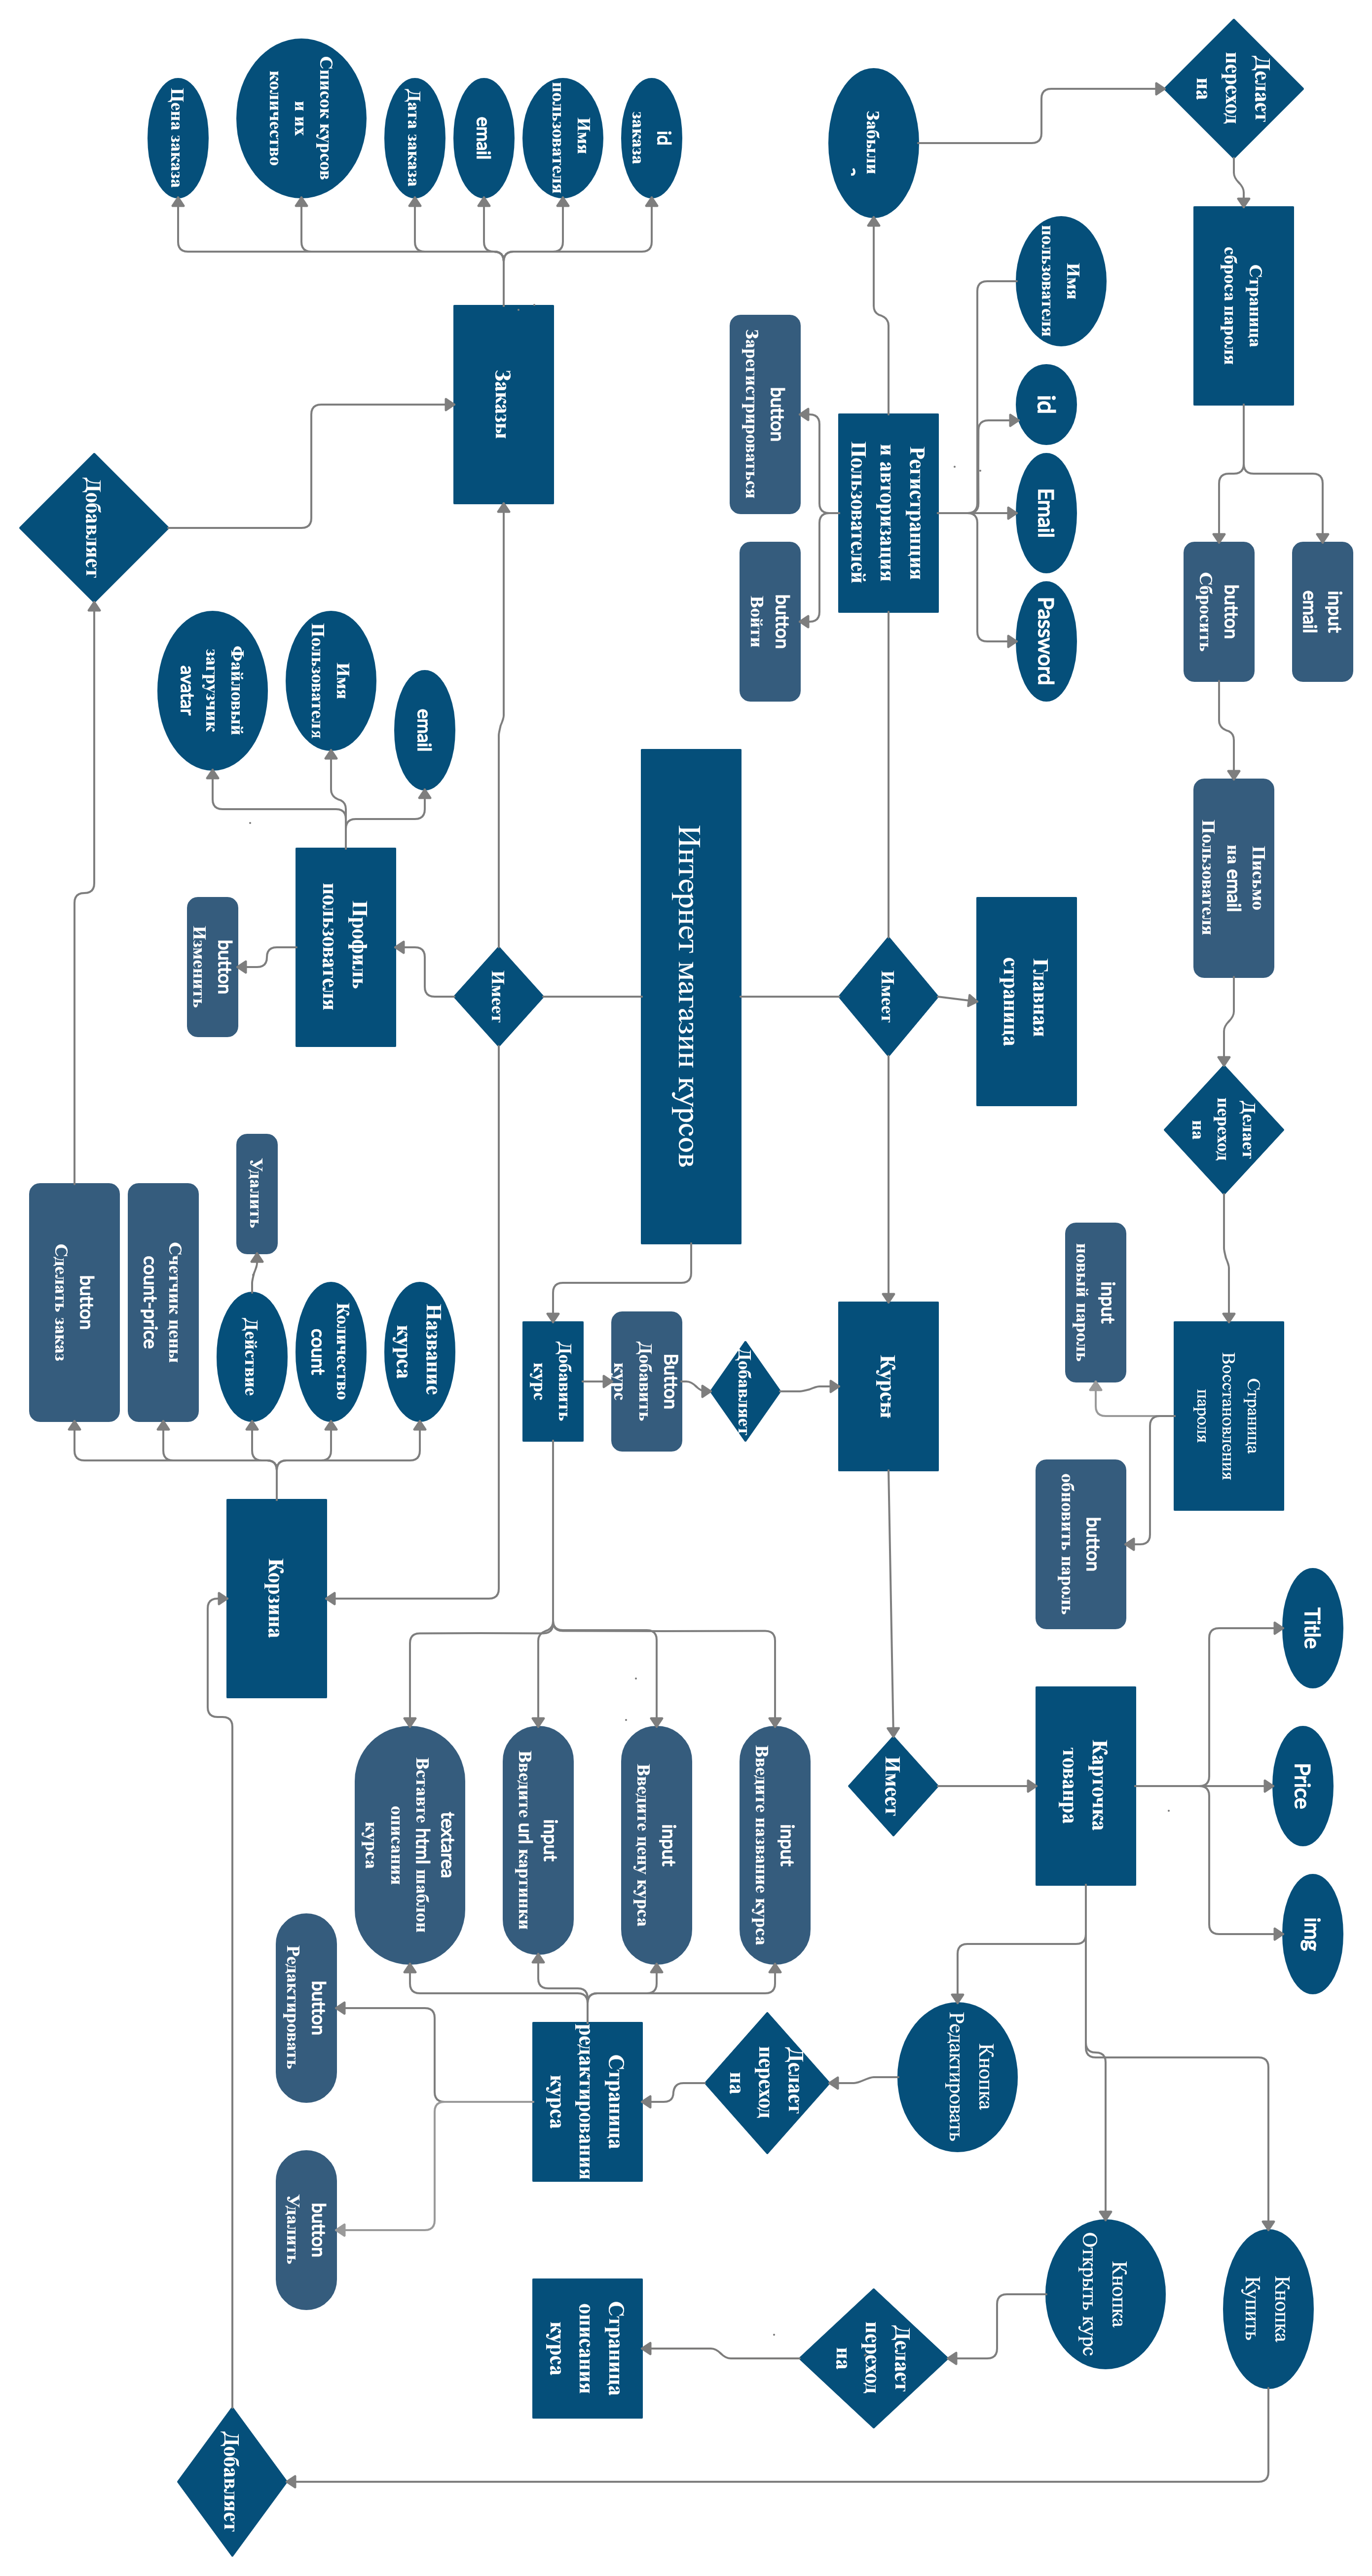 Делает
переход
на
Страница
сброса пароля
input
email
button
Сбросить
Письмо
на email
Пользователя
Делает
переход
на
Страница
Восстановления
пароля
input
новый пароль
button
обновить пароль
Title
Price
img
Кнопка
Купить
Имя
пользователя
id
Email
Password
Главная
страница
Карточка
тованра
Кнопка
Редактировать
Кнопка
Открыть курс
Забыли
Регистранция
и авторизация
Пользователей
button
Зарегистрироваться
button
Войти
Имеет
Курсы
Имеет
Делает
переход
на
Делает
переход
на
Интернет магазин курсов
Добавляет
Button
Добавить
курс
Добавить
курс
input
Введите название курса
input
Введите цену курса
input
Введите url картинки
textarea
Вставте html шаблон
описания
курса
Страница
редактирования
курса
Страница
описания
курса
button
Редактировать
button
Удалить
id
заказа
Имя
пользователя
email
Дата заказа
Список курсов
и их
количество
Цена заказа
Заказы
Имеет
email
Имя
Пользователя
Файловый
загрузчик
avatar
Профиль
пользователя
button
Изменить
Название
курса
Количество
count
Действие
Удалить
Счетчик цены
count-price
button
Сделать заказ
Корзина
Добавляет
Добавляет